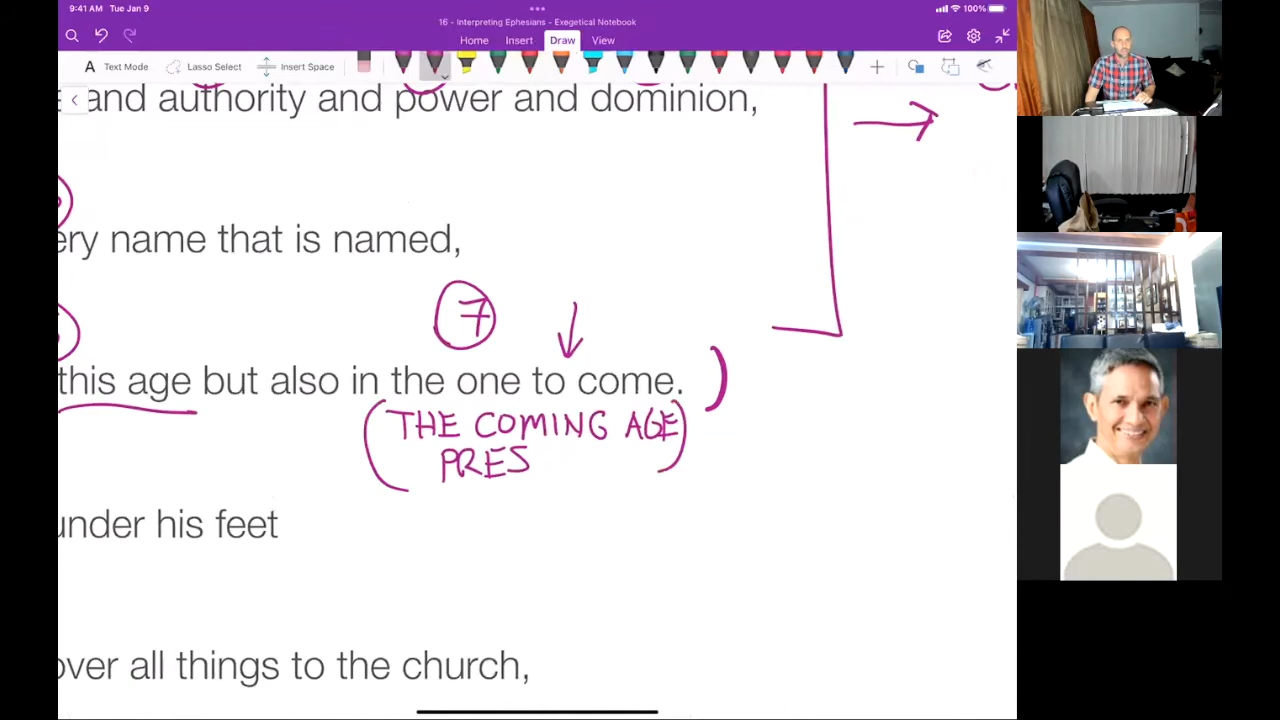 9:41 AM Tue Jan 9
100%
16 - Interpreting Ephesians - Exegetical Notebook
Home Insert Draw View
A Text Mode Lasso Select Insert Space
and authority and power and dominion,
ery name that is named,
7
this age but also in the one to come. )
(THE COMING AGE)
PRES
under his feet
over all things to the church,